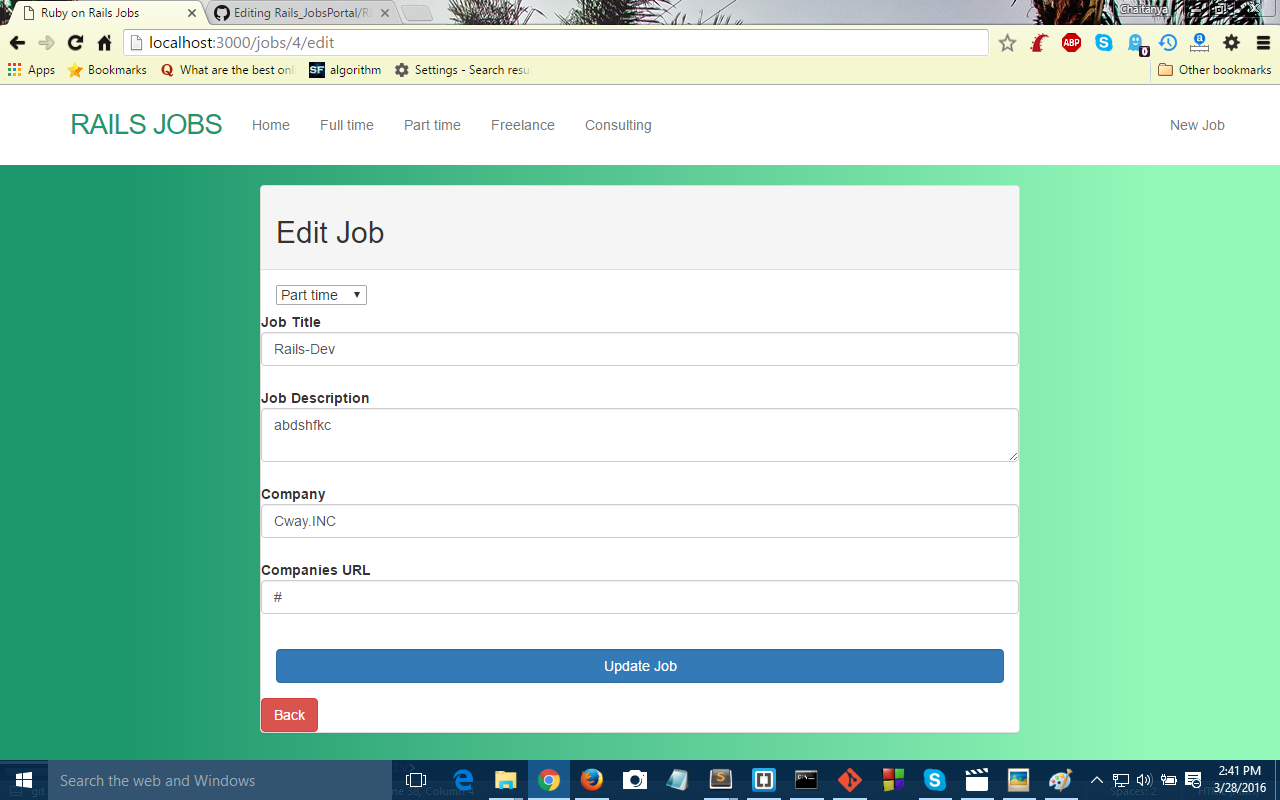 Ruby on Rails Jobs
Editing Rails_JobsPortal/R
Chaitanya
localhost:3000/jobs/4/edit
ABP
0
Apps
Bookmarks
What are the best onl
SF
algorithm
Settings - Search resu
Other bookmarks
RAILS JOBS
Home
Full time
Part time
Freelance
Consulting
New Job
Edit Job
Part time
Job Title
Rails-Dev
Job Description
abdshfkc
Company
Cway.INC
Companies URL
#
Update Job
Back
Search the web and Windows
2:41 PM
3/28/2016